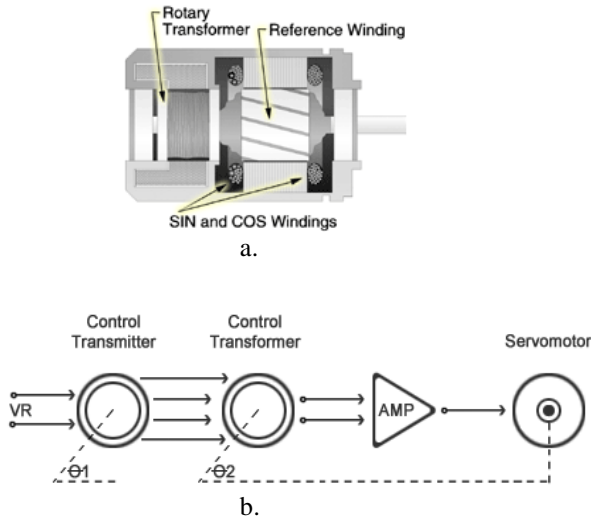 Rotary
Transformer
Reference Winding
SIN and COS Windings
a.
Control
Transmitter
Control
Transformer
Servomotor
VR
AMP
Θ1
Θ2
b.